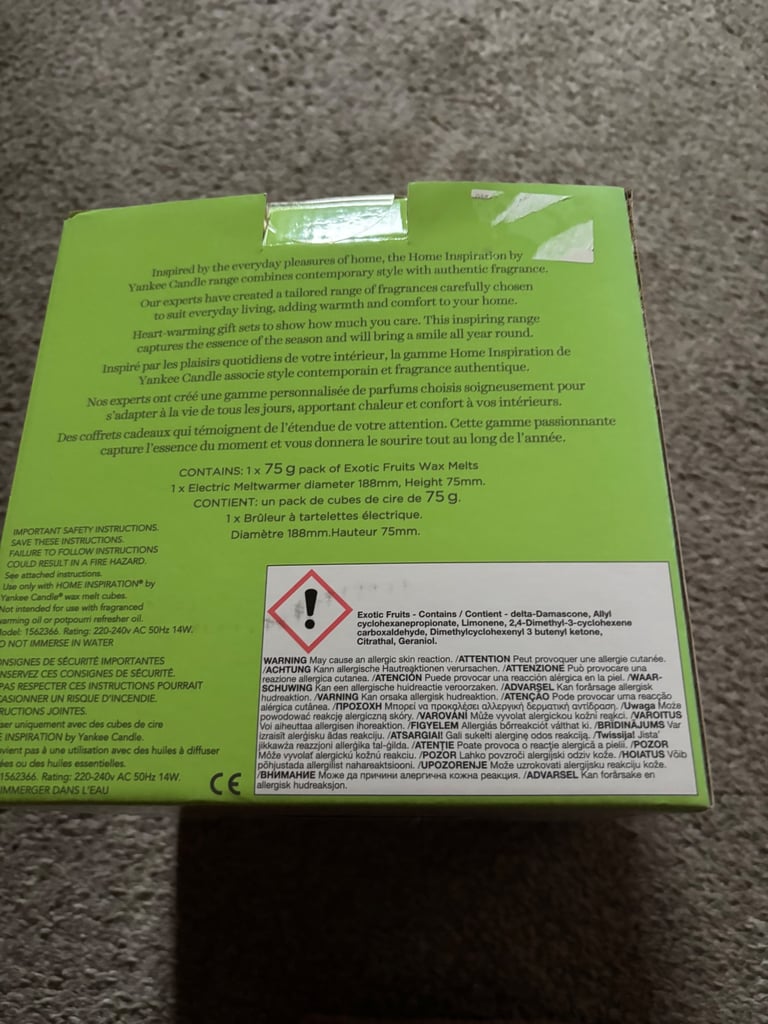 Inspired by the everyday pleasures of home, the Home Inspiration by
Yankee Candle range combines contemporary style with authentic fragrance.
Our experts have created a tailored range of fragrances carefully chosen
to suit everyday living, adding warmth and comfort to your home.
Heart-warming gift sets to show how much you care. This inspiring range
captures the essence of the season and will bring a smile all year round.
Inspiré par les plaisirs quotidiens de votre intérieur, la gamme Home Inspiration de
Yankee Candle associe style contemporain et fragrance authentique.
Nos experts ont créé une gamme personnalisée de parfums choisis soigneusement pour
s'adapter à la vie de tous les jours, apportant chaleur et confort à vos intérieurs.
Des coffrets cadeaux qui témoignent de l'étendue de votre attention. Cette gamme passionnante
capture l'essence du moment et vous donnera le sourire tout au long de l'année.
CONTAINS: 1 x 75 g pack of Exotic Fruits Wax Melts
1 x Electric Meltwarmer diameter 188mm, Height 75mm.
CONTIENT: un pack de cubes de cire de 75 g.
1 x Brûleur à tartelettes électrique.
Diamètre 188mm.Hauteur 75mm.
IMPORTANT SAFETY INSTRUCTIONS.
SAVE THESE INSTRUCTIONS.
FAILURE TO FOLLOW INSTRUCTIONS
COULD RESULT IN A FIRE HAZARD.
See attached instructions.
Use only with HOME INSPIRATION® by
Yankee Candle® wax melt cubes.
Not intended for use with fragranced
warming oil or potpourri refresher oil.
Model: 1562366. Rating: 220-240v AC 50Hz 14W.
DO NOT IMMERSE IN WATER
CONSIGNES DE SÉCURITÉ IMPORTANTES
CES CONSIGNES DE SÉCURITÉ.
PAS RESPECTER CES INSTRUCTIONS POURRAIT
UN RISQUE D'INCENDIE.
JOINTES.
uniquement avec des cubes de cire
INSPIRATION by Yankee Candle.
pas à une utilisation avec des huiles à diffuser
ou des huiles essentielles.
1562366. Rating: 220-240v AC 50Hz 14W.
IMMERGER DANS L'EAU
CE
Exotic Fruits - Contains / Contient - delta-Damascone, Allyl
cyclohexanepropionate, Limonene, 2,4-Dimethyl-3-cyclohexene
carboxaldehyde, Dimethylcyclohexenyl 3 butenyl ketone,
Citrathal, Geraniol.
WARNING May cause an allergic skin reaction. /ATTENTION Peut provoquer une allergie cutanée.
/ACHTUNG Kann allergische Hautreaktionen verursachen. /ATTENZIONE Può provocare una
reazione allergica cutanea. /ATENCIÓN Puede provocar una reacción alérgica en la piel. /WAAR-
SCHUWING Kan een allergische huidreactie veroorzaken. /ADVARSEL Kan forårsage allergisk
hudreaktion. /VARNING Kan orsaka allergisk hudreaktion. /ATENÇÃO Pode provocar uma reacção
alérgica cutânea. /ΠΡΟΣΟΧΗ Μπορεί να προκαλέσει αλλεργική δερματική αντίδραση. /Uwaga Może
powodować reakcję alergiczną skóry. /VAROVÁNÍ Může vyvolat alergickou kožní reakci. /VAROITUS
Voi aiheuttaa allergisen ihoreaktion. /FIGYELEM Allergiás bőrreakciót válthat ki. /BRĪDINĀJUMS Var
izraisīt alerģisku ādas reakciju. /ATSARGIAI! Gali sukelti alerginę odos reakciją. /Twissija! Jista'
jikkawża reazzjoni allerġika tal-ġilda. /ATENȚIE Poate provoca o reacție alergică a pielii. /POZOR
Môže vyvolať alergickú kožnú reakciu. /POZOR Lahko povzroči alergijski odziv kože. /HOIATUS Võib
põhjustada allergilist nahareaktsiooni. /UPOZORENJE Može uzrokovati alergijsku reakciju kože.
/ВНИМАНИЕ Може да причини алергична кожна реакция. /ADVARSEL Kan forårsake en
allergisk hudreaksjon.